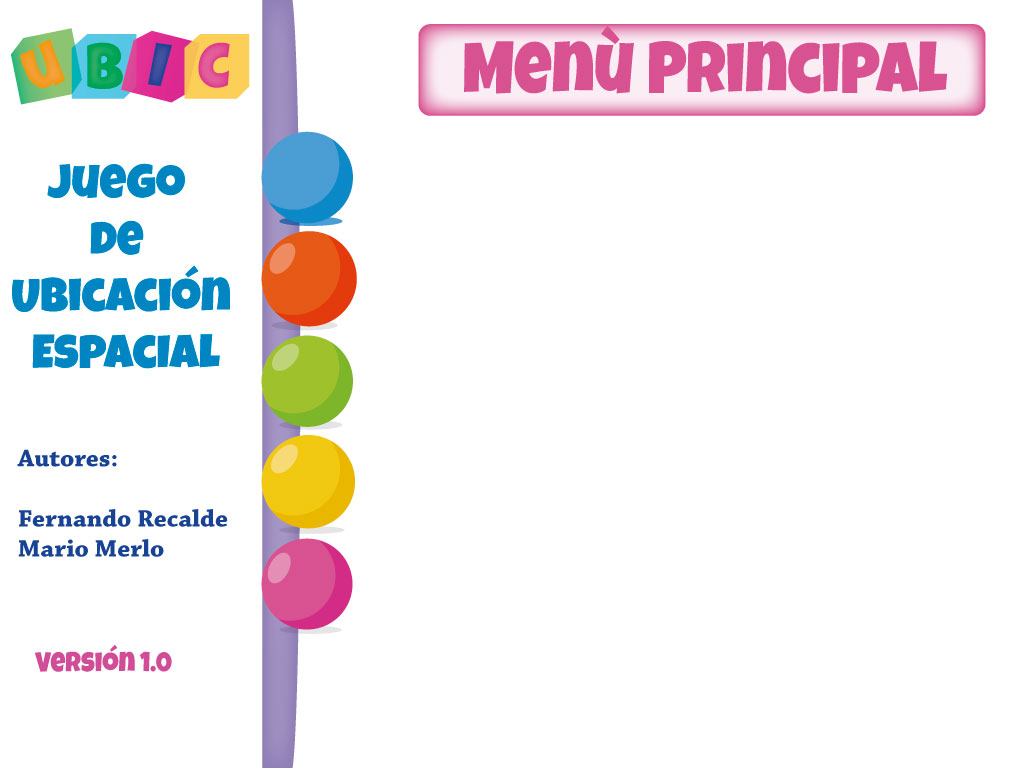 UBIC
Menù PRINCIPAL
Juego
De
UBICACIÓn
ESPACIAL
Autores:
Fernando Recalde
Mario Merlo
Versión 1.0